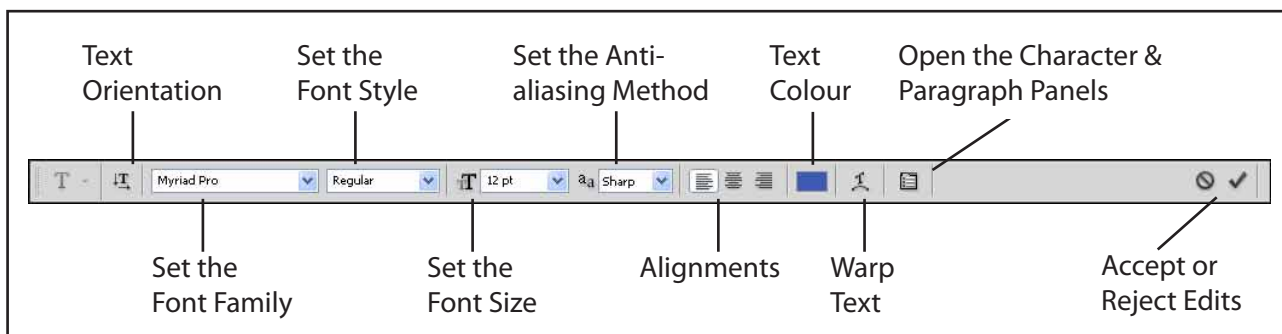 Text
Orientation
Set the
Font Style
Set the Anti-
aliasing Method
Text
Colour
Open the Character &
Paragraph Panels
T
T
Myriad Pro
Regular
T
12 pt
aa
Sharp
Set the
Font Family
Set the
Font Size
Alignments
Warp
Text
Accept or
Reject Edits